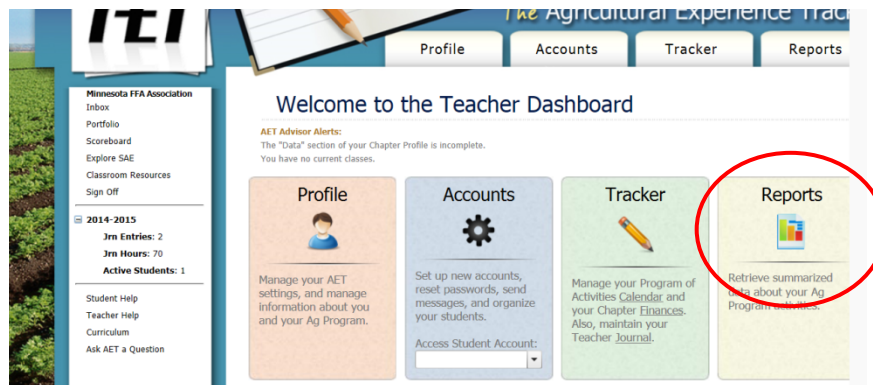 The Agricultural Experience
Profile
Accounts
Tracker
Reports
Minnesota FFA Association
Inbox
Portfolio
Scoreboard
Explore SAE
Classroom Resources
Sign Off
2014-2015
Jrn Entries: 2
Jrn Hours: 70
Active Students: 1
Student Help
Teacher Help
Curriculum
Ask AET a Question
Welcome to the Teacher Dashboard
AET Advisor Alerts:
The "Data" section of your Chapter Profile is incomplete.
You have no current classes.
Profile
Manage your AET
settings, and manage
information about you
and your Ag Program.
Accounts
Set up new accounts,
reset passwords, send
messages, and organize
your students.
Access Student Account:
Tracker
Manage your Program of
Activities Calendar and
your Chapter Finances.
Also, maintain your
Teacher Journal.
Reports
Retrieve summarized
data about your Ag
Program activities.